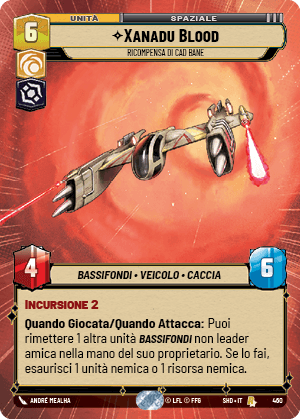 UNITÀ
SPAZIALE
6
XANADU BLOOD
RICOMPENSA DI CAD BANE
4
6
BASSIFONDI • VEICOLO • CACCIA
INCURSIONE 2
Quando Giocata/Quando Attacca: Puoi
rimettere 1 altra unità BASSIFONDI non leader
amica nella mano del suo proprietario. Se lo fai,
esaurisci 1 unità nemica o 1 risorsa nemica.
ANDRÉ MEALHA
© LFL © FFG
SHD • IT
460